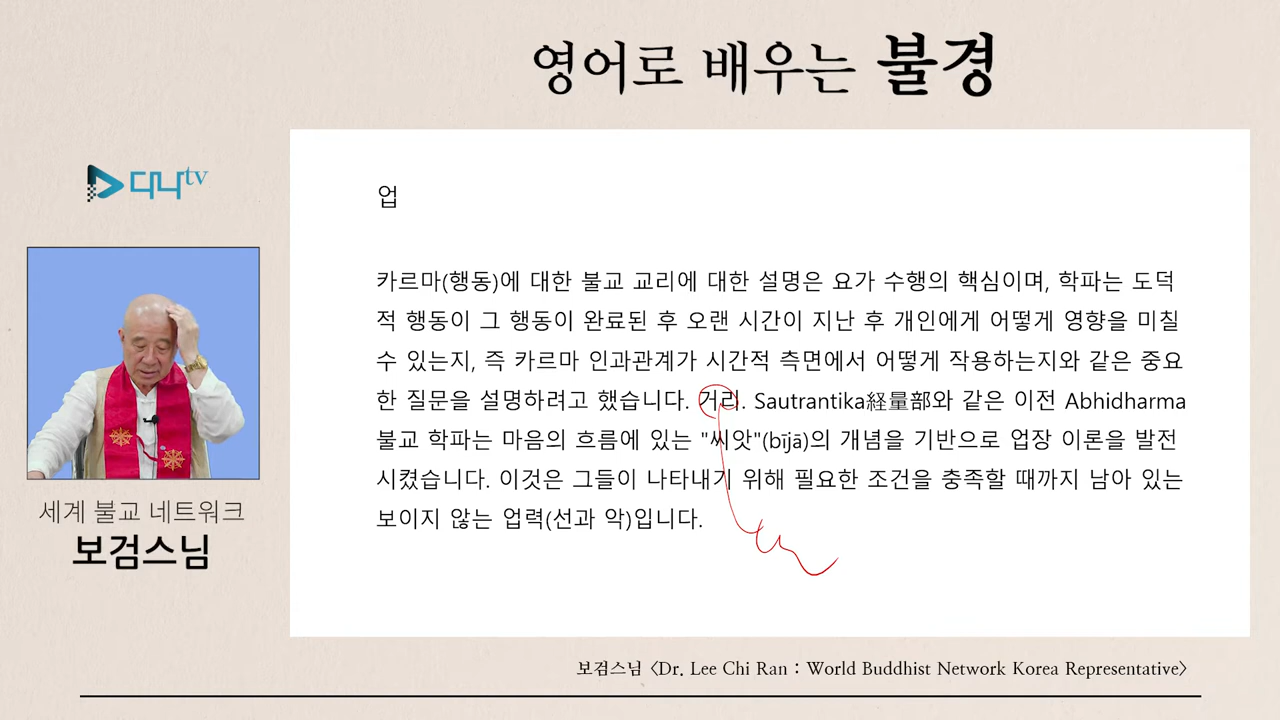 영어로 배우는 불경
디나tv
업
카르마(행동)에 대한 불교 교리에 대한 설명은 요가 수행의 핵심이며, 학파는 도덕
적 행동이 그 행동이 완료된 후 오랜 시간이 지난 후 개인에게 어떻게 영향을 미칠
수 있는지, 즉 카르마 인과관계가 시간적 측면에서 어떻게 작용하는지와 같은 중요
한 질문을 설명하려고 했습니다. 거리. Sautrantika経量部와 같은 이전 Abhidharma
불교 학파는 마음의 흐름에 있는 "씨앗"(bījā)의 개념을 기반으로 업장 이론을 발전
시켰습니다. 이것은 그들이 나타내기 위해 필요한 조건을 충족할 때까지 남아 있는
보이지 않는 업력(선과 악)입니다.
세계 불교 네트워크
보검스님
보검스님 <Dr. Lee Chi Ran : World Buddhist Network Korea Representative>